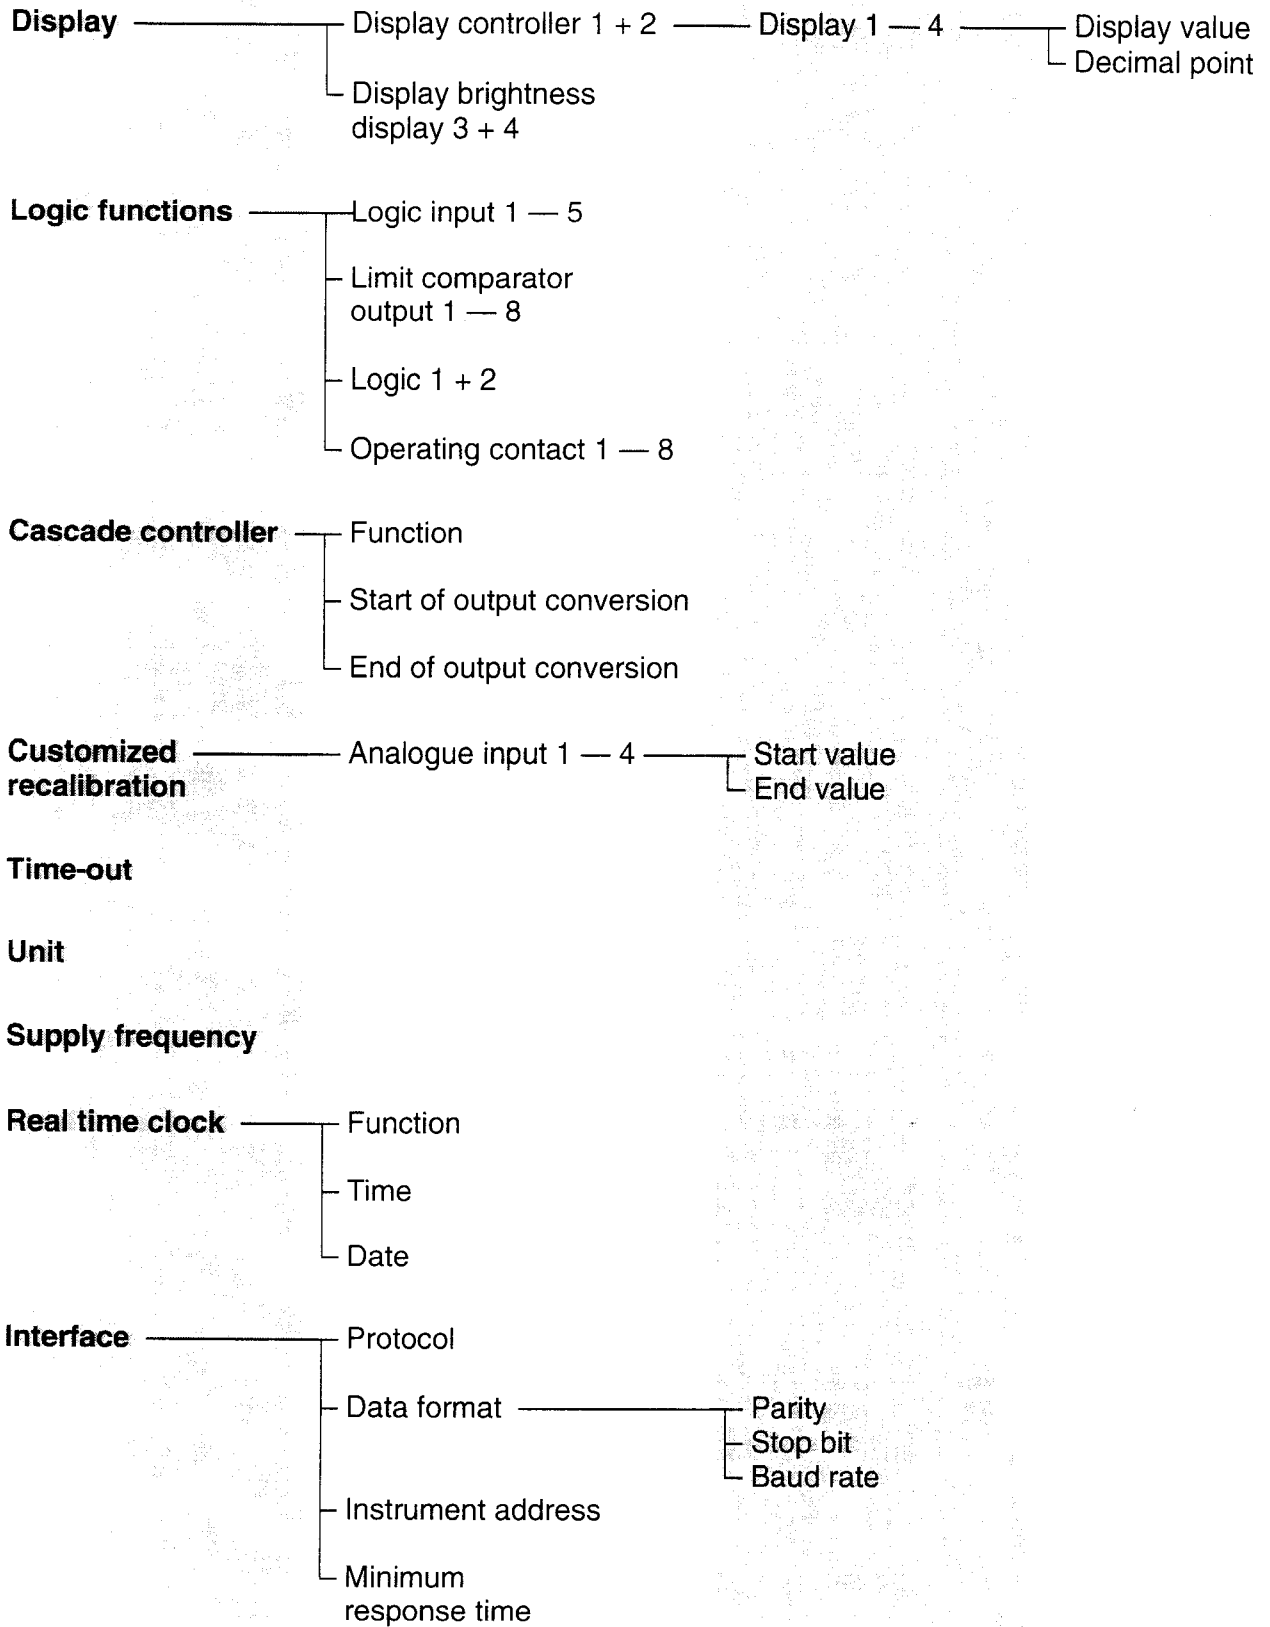 Display
Display controller 1 + 2
Display 1 — 4
Display value
Decimal point
Display brightness
display 3 + 4
Logic functions
Logic input 1 — 5
Limit comparator
output 1 — 8
Logic 1 + 2
Operating contact 1 — 8
Cascade controller
Function
Start of output conversion
End of output conversion
Customized
recalibration
Analogue input 1 — 4
Start value
End value
Time-out
Unit
Supply frequency
Real time clock
Function
Time
Date
Interface
Protocol
Data format
Parity
Stop bit
Baud rate
Instrument address
Minimum
response time